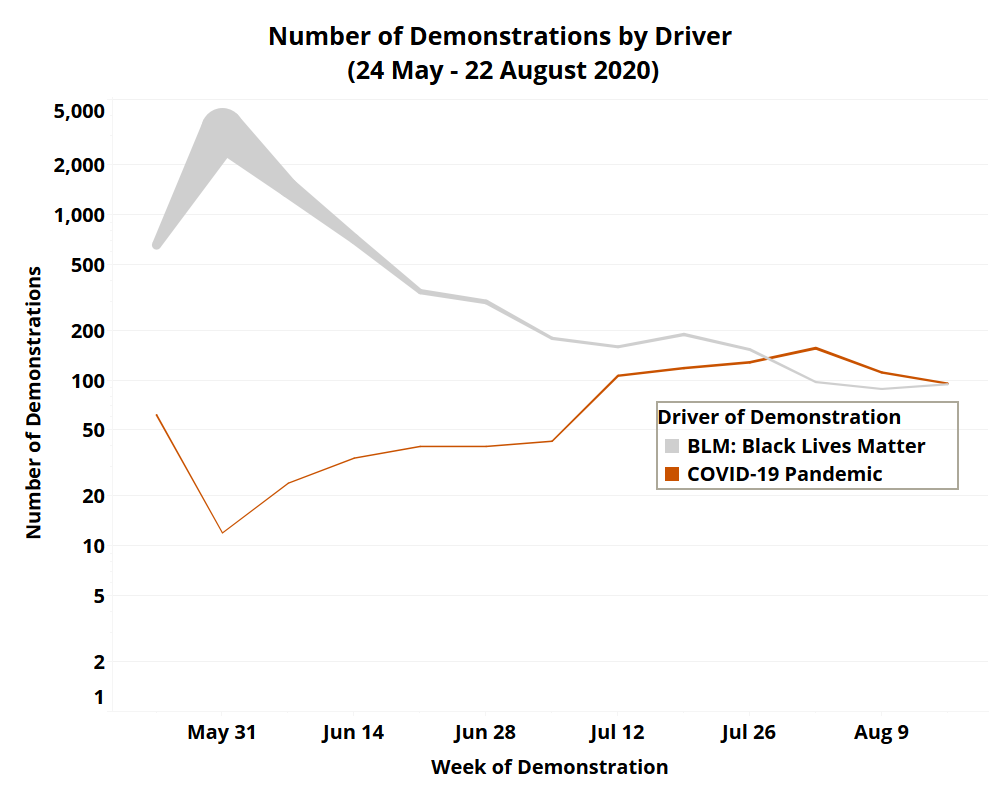 Number of Demonstrations by Driver
(24 May - 22 August 2020)
5,000
2,000
1,000
500
200
100
50
20
10
5
2
1
Number of Demonstrations
Driver of Demonstration
BLM: Black Lives Matter
COVID-19 Pandemic
May 31
Jun 14
Jun 28
Jul 12
Jul 26
Aug 9
Week of Demonstration